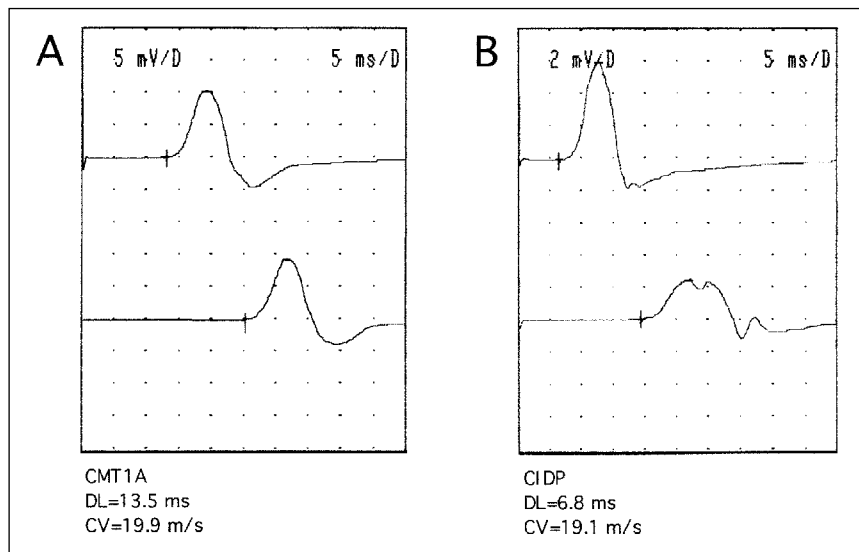 A
5 mV/D 5 ms/D
CMT1A
DL=13.5 ms
CV=19.9 m/s
B
2 mV/D 5 ms/D
CIDP
DL=6.8 ms
CV=19.1 m/s